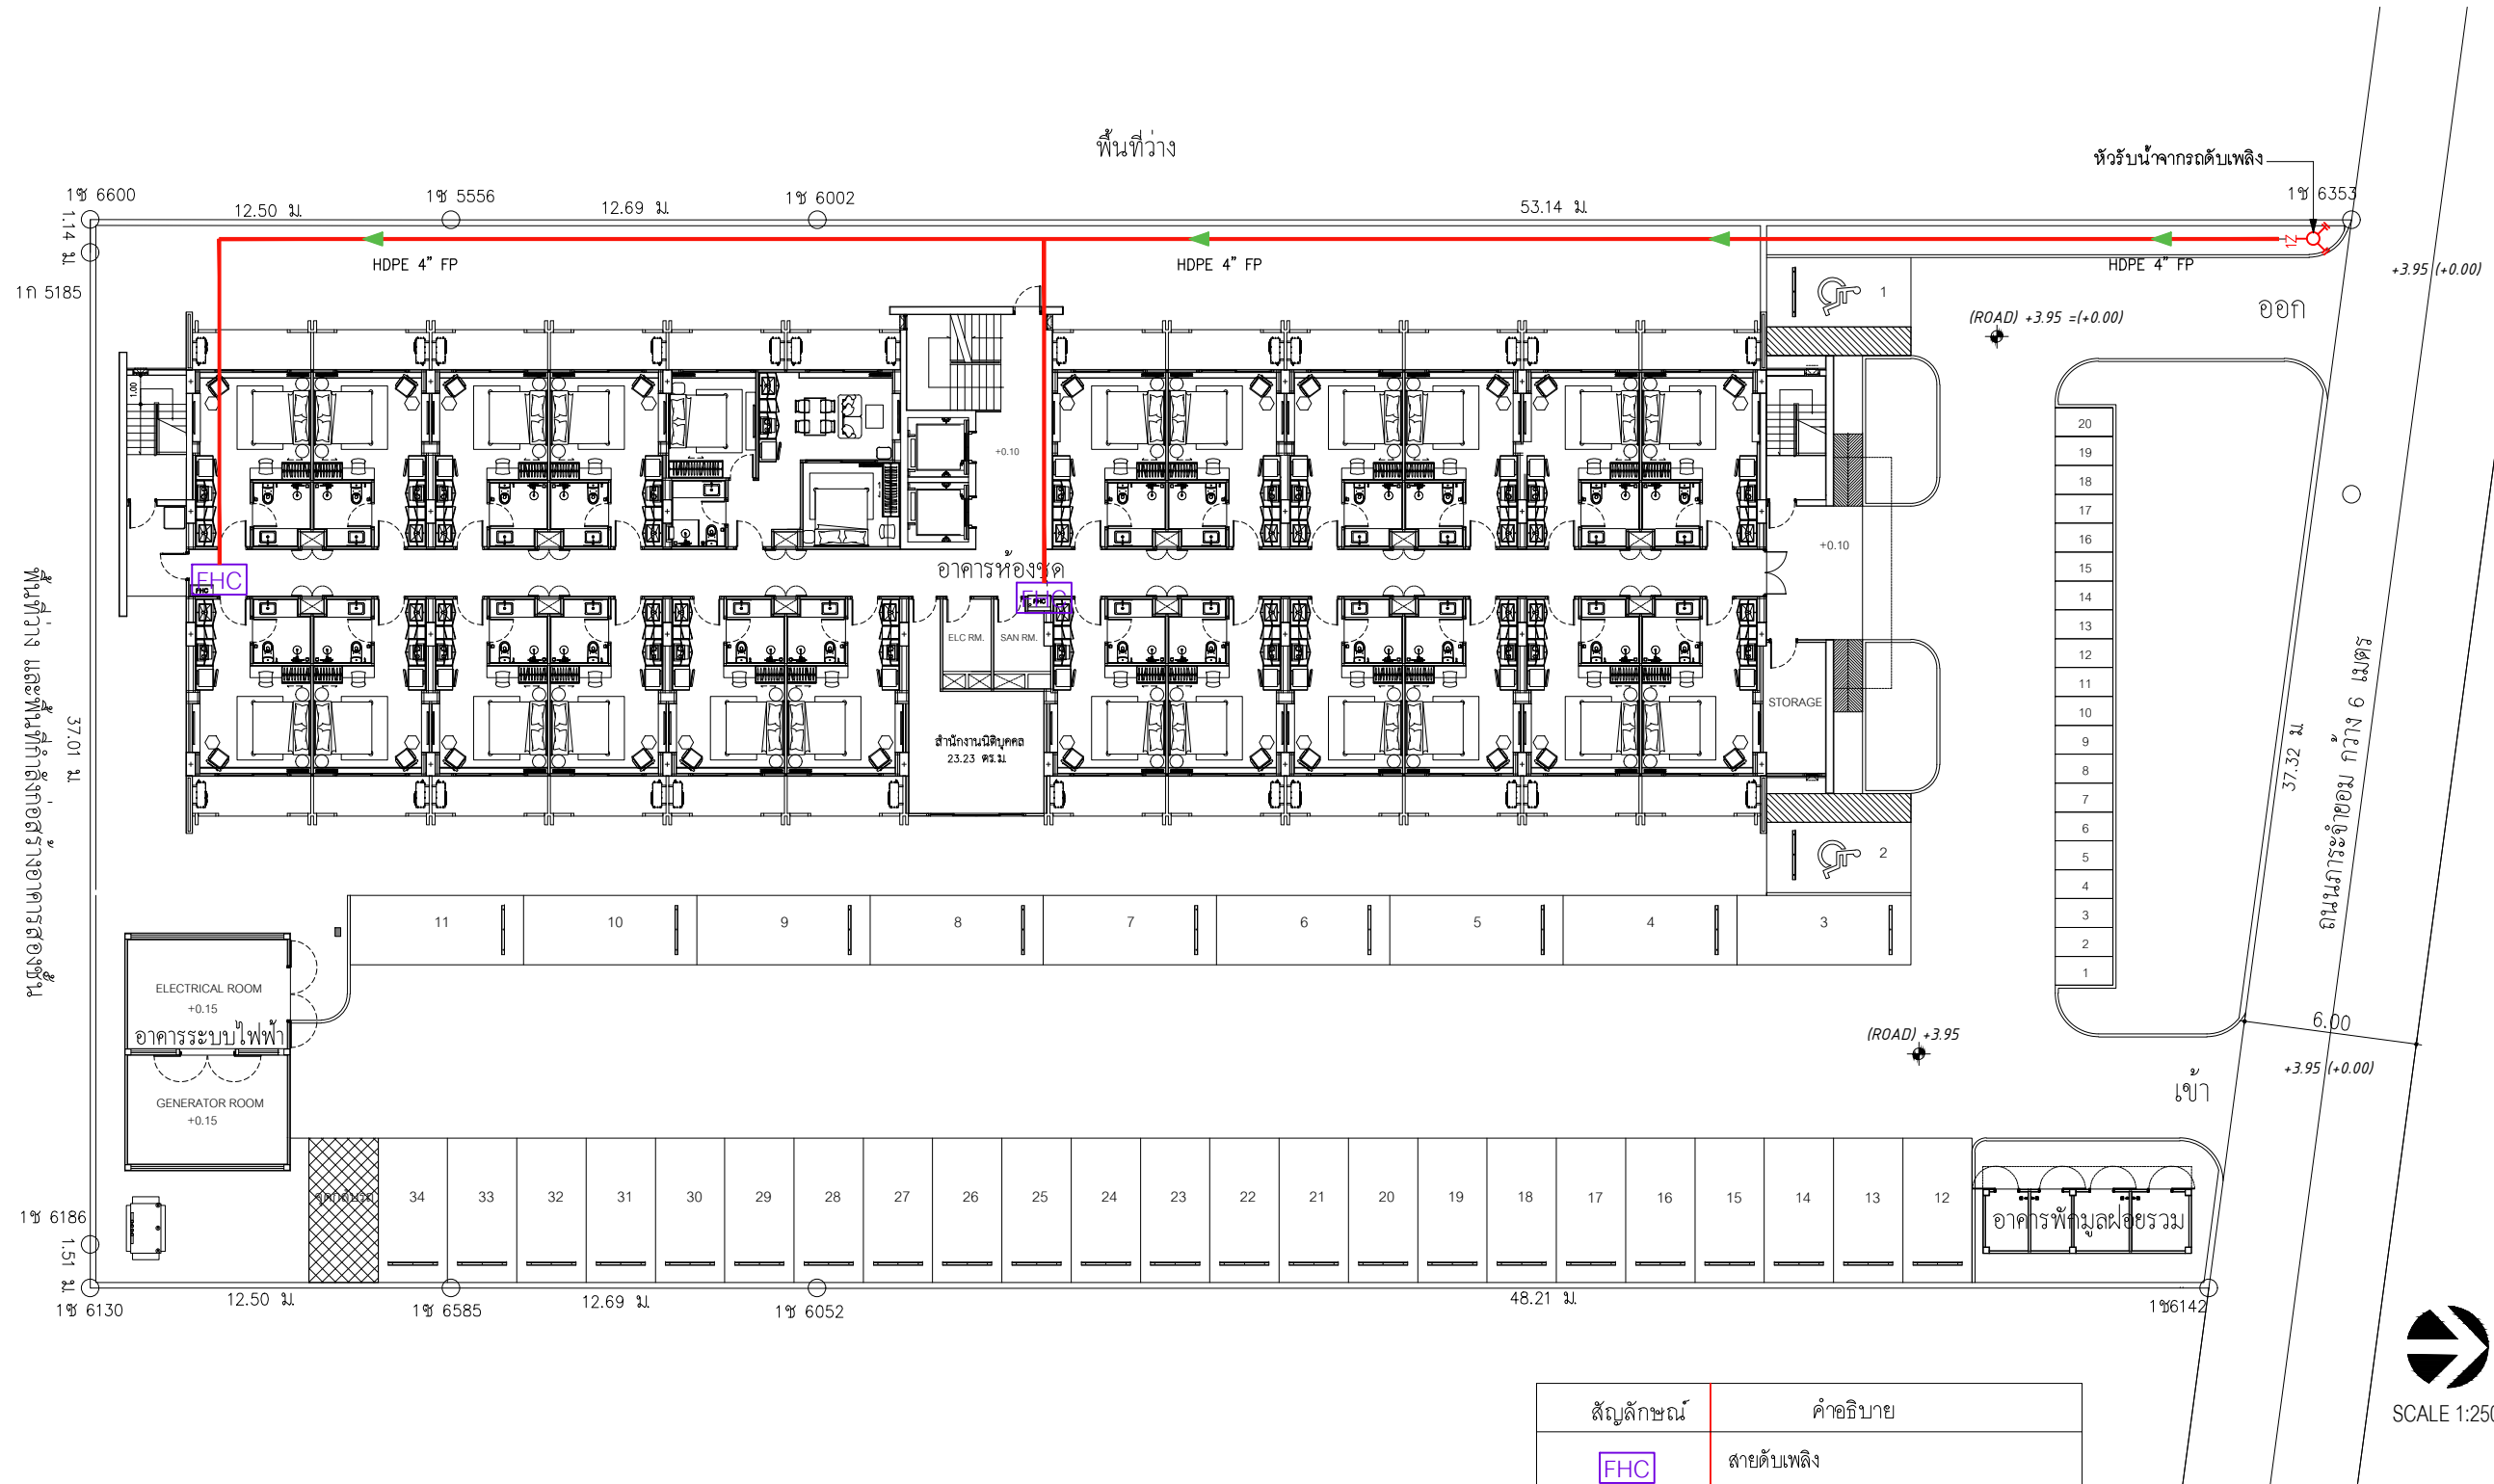 พื้นที่ว่าง
หัวรับน้ำจากรถดับเพลิง
1ช 6600
1ช 5556
1ช 6002
1ช 6353
12.50 ม.
12.69 ม.
53.14 ม.
1.14 ม.
HDPE 4" FP
HDPE 4" FP
HDPE 4" FP
+3.95 (+0.00)
1ก 5185
1
(ROAD) +3.95 =(+0.00)
ออก
1.00
+0.10
20
19
18
17
16
15
14
13
12
11
10
9
8
7
6
5
4
3
2
1
+0.10
FHC
FHC
อาคารห้องชุด
FHC
FHC
ELC RM.
SAN RM.
STORAGE
สำนักงานนิติบุคคล
23.23 ตร.ม.
พื้นที่ว่าง และพื้นที่กำลังก่อสร้างอาคารสองชั้น
37.01 ม.
37.32 ม.
ถนนภาระจำยอม กว้าง 6 เมตร
2
11
10
9
8
7
6
5
4
3
ELECTRICAL ROOM
+0.15
อาคารระบบไฟฟ้า
GENERATOR ROOM
+0.15
(ROAD) +3.95
6.00
+3.95 (+0.00)
เข้า
จุดกลับรถ
34
33
32
31
30
29
28
27
26
25
24
23
22
21
20
19
18
17
16
15
14
13
12
อาคารพักมูลฝอยรวม
1ช 6186
1.51 ม.
1ช 6130
12.50 ม.
1ช 6585
12.69 ม.
1ช 6052
48.21 ม.
1ช6142
SCALE 1:250
สัญลักษณ์
คำอธิบาย
FHC
สายดับเพลิง